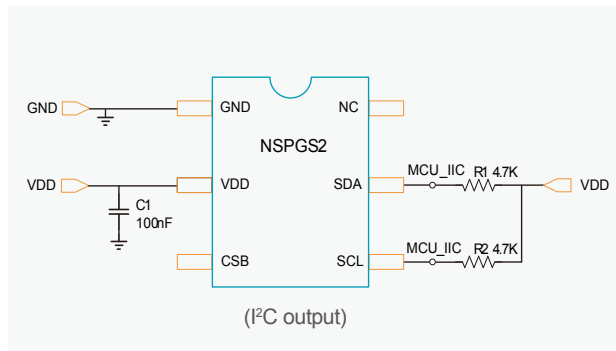 GND
GND
NC
NSPGS2
MCU_IIC
R1 4.7K
VDD
VDD
SDA
VDD
C1
100nF
MCU_IIC
R2 4.7K
CSB
SCL
(I²C output)